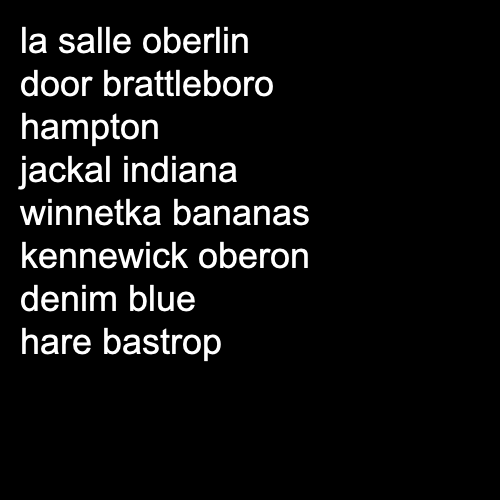 la salle oberlin
door brattleboro
hampton
jackal indiana
winnetka bananas
kennewick oberon
denim blue
hare bastrop